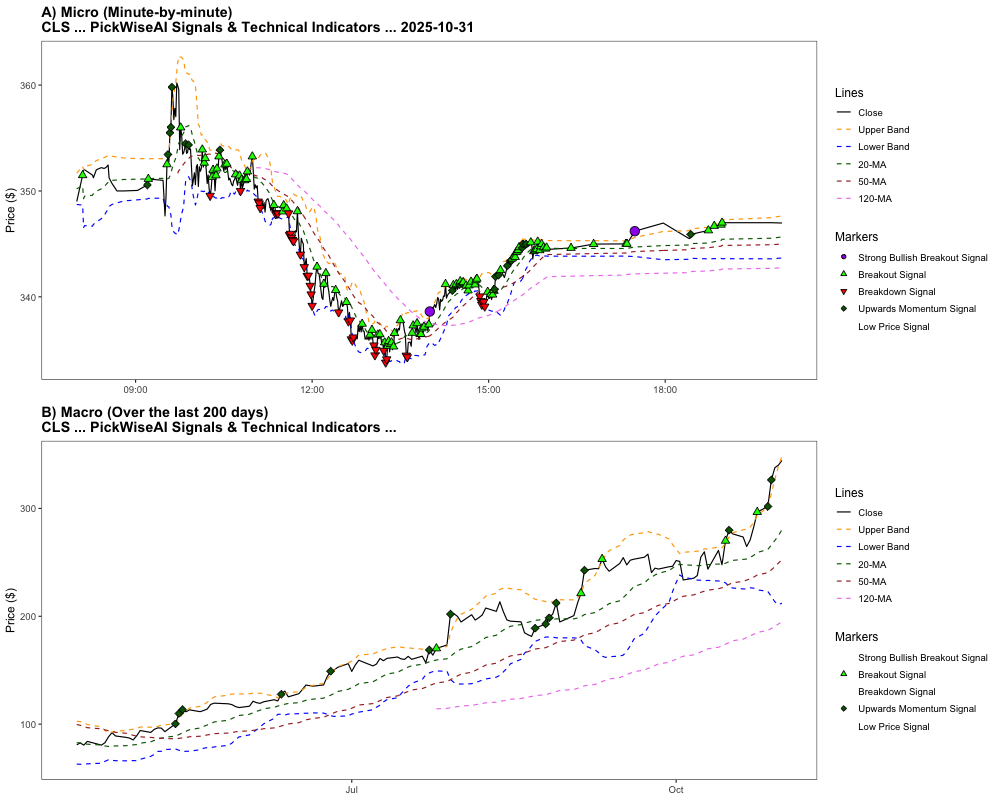 A) Micro (Minute-by-minute)
CLS ... PickWiseAI Signals & Technical Indicators ... 2025-10-31
Price ($)
360
350
340
09:00
12:00
15:00
18:00
Lines
Close
Upper Band
Lower Band
20-MA
50-MA
120-MA
Markers
Strong Bullish Breakout Signal
Breakout Signal
Breakdown Signal
Upwards Momentum Signal
Low Price Signal
B) Macro (Over the last 200 days)
CLS ... PickWiseAI Signals & Technical Indicators ...
Price ($)
300
200
100
Jul
Oct
Lines
Close
Upper Band
Lower Band
20-MA
50-MA
120-MA
Markers
Strong Bullish Breakout Signal
Breakout Signal
Breakdown Signal
Upwards Momentum Signal
Low Price Signal